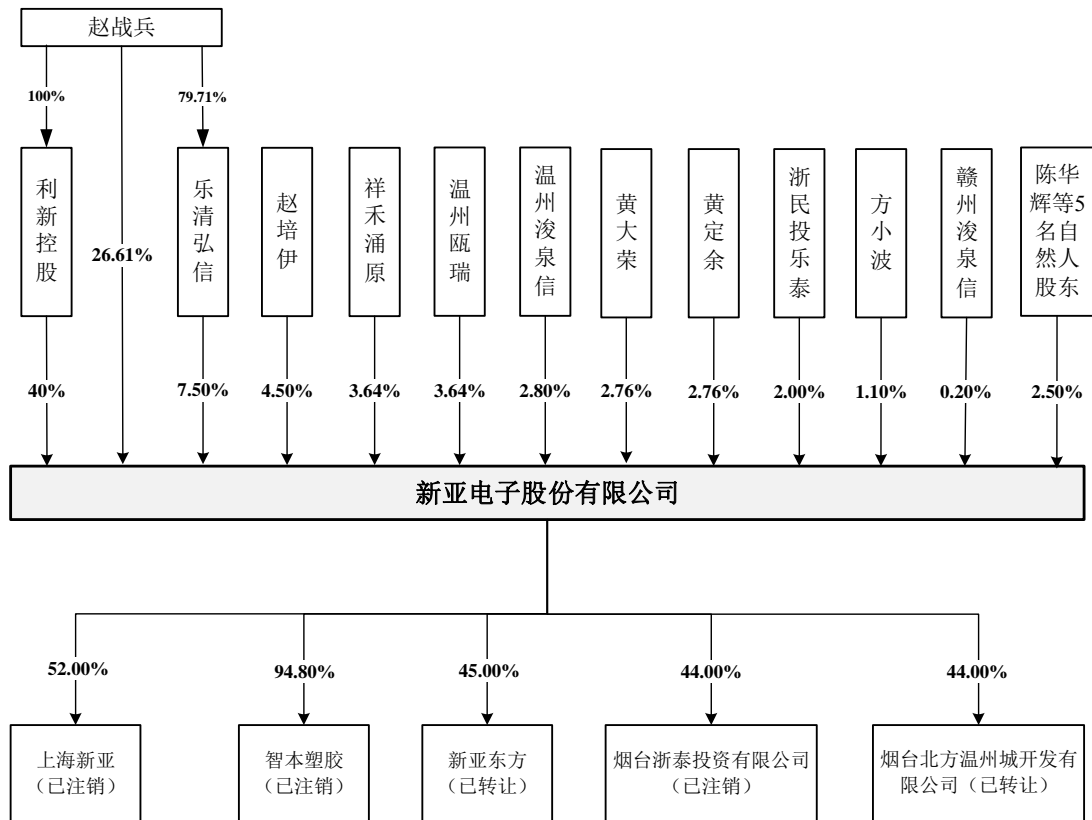 赵战兵
100%
79.71%
利新控股
26.61%
乐清弘信
赵培伊
祥禾涌原
温州瓯瑞
温州浚泉信
黄大荣
黄定余
浙民投乐泰
方小波
赣州浚泉信
陈华
辉等5
名自
然人
股东
40%
7.50%
4.50%
3.64%
3.64%
2.80%
2.76%
2.76%
2.00%
1.10%
0.20%
2.50%
新亚电子股份有限公司
52.00%
94.80%
45.00%
44.00%
44.00%
上海新亚
（已注销）
智本塑胶
（已注销）
新亚东方
（已转让）
烟台浙泰投资有限公司
（已注销）
烟台北方温州城开发有
限公司（已转让）